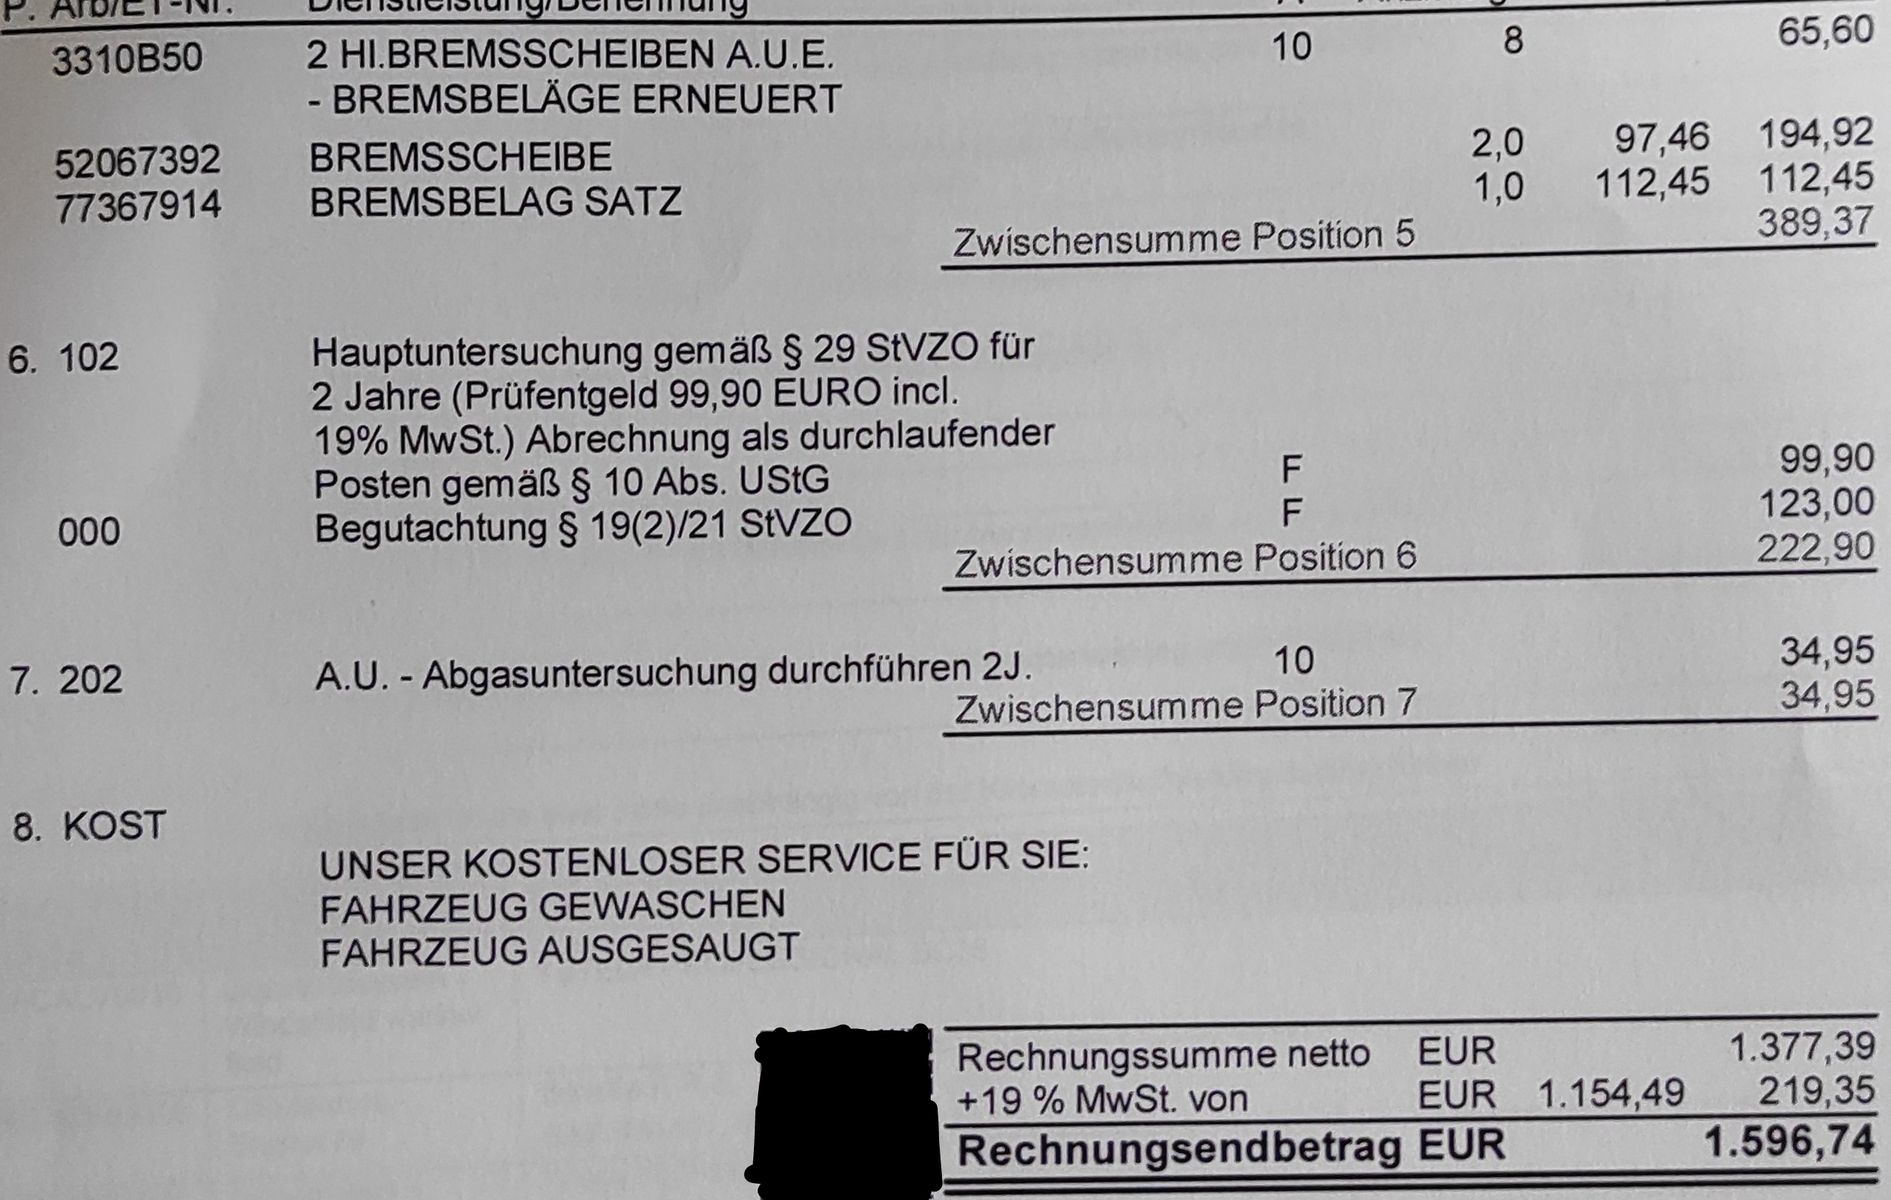 P. Arb/ET-Nr. Dienstleistung/Benennung
3310B50 2 HI.BREMSSCHEIBEN A.U.E. 10 8 65,60
- BREMSBELÄGE ERNEUERT
52067392 BREMSSCHEIBE 2,0 97,46 194,92
77367914 BREMSBELAG SATZ 1,0 112,45 112,45
Zwischensumme Position 5 389,37
6. 102 Hauptuntersuchung gemäß § 29 StVZO für
2 Jahre (Prüfentgeld 99,90 EURO incl.
19% MwSt.) Abrechnung als durchlaufender
Posten gemäß § 10 Abs. UStG F 99,90
000 Begutachtung § 19(2)/21 StVZO F 123,00
Zwischensumme Position 6 222,90
7. 202 A.U. - Abgasuntersuchung durchführen 2J. 10 34,95
Zwischensumme Position 7 34,95
8. KOST
UNSER KOSTENLOSER SERVICE FÜR SIE:
FAHRZEUG GEWASCHEN
FAHRZEUG AUSGESAUGT
Rechnungssumme netto EUR 1.377,39
+19 % MwSt. von EUR 1.154,49 219,35
Rechnungsendbetrag EUR 1.596,74